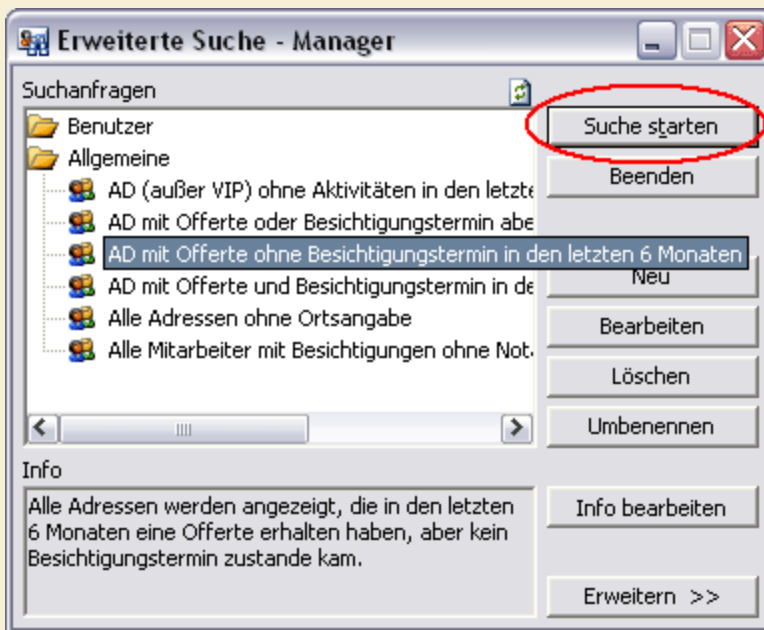 Erweiterte Suche - Manager
Suchanfragen
Benutzer
Allgemeine
AD (außer VIP) ohne Aktivitäten in den letzte
AD mit Offerte oder Besichtigungstermin abe
AD mit Offerte ohne Besichtigungstermin in den letzten 6 Monaten
AD mit Offerte und Besichtigungstermin in de
Alle Adressen ohne Ortsangabe
Alle Mitarbeiter mit Besichtigungen ohne Not
Suche starten
Beenden
Neu
Bearbeiten
Löschen
Umbenennen
Info
Alle Adressen werden angezeigt, die in den letzten
6 Monaten eine Offerte erhalten haben, aber kein
Besichtigungstermin zustande kam.
Info bearbeiten
Erweitern >>